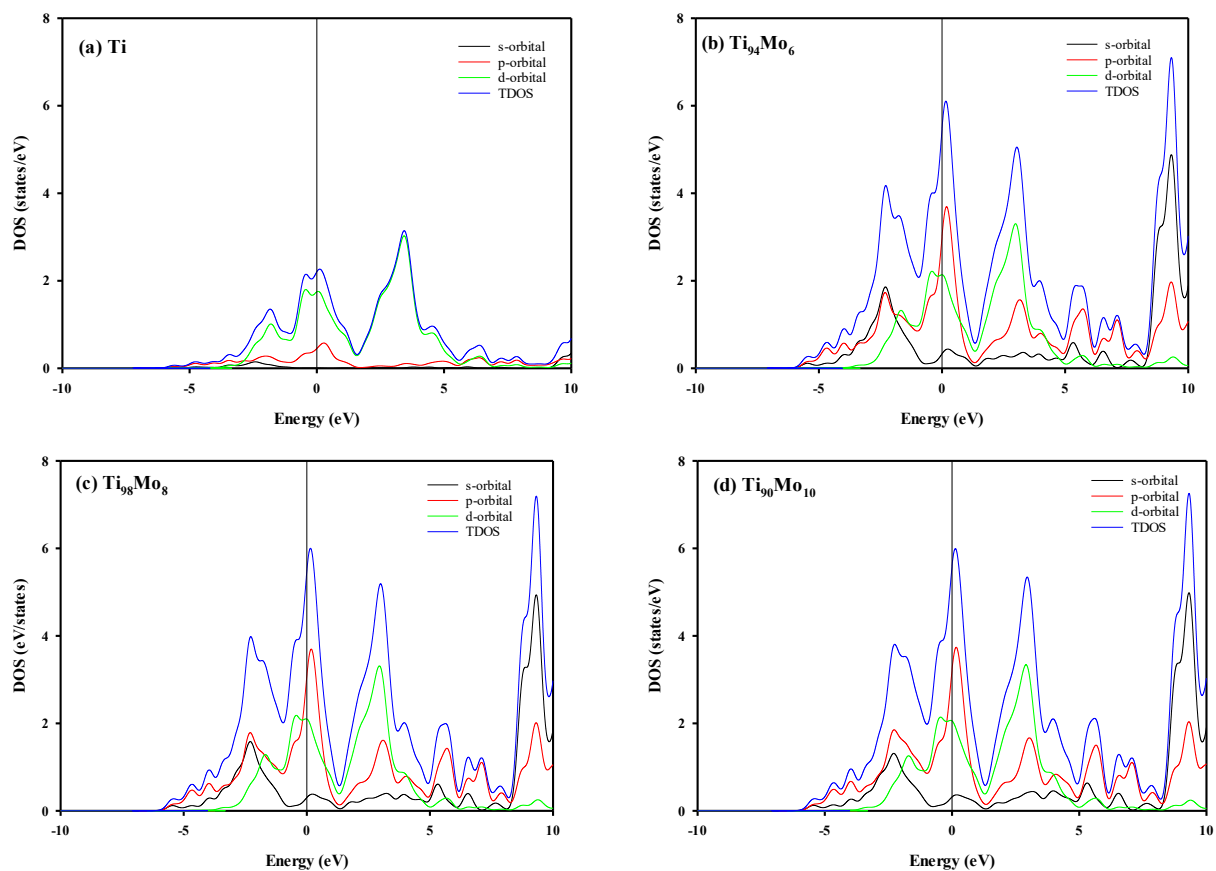 (a) Ti
s-orbital
p-orbital
d-orbital
TDOS
DOS (states/eV)
8
6
4
2
0
-10 -5 0 5 10
Energy (eV)
(b) Ti₉₄Mo₆
s-orbital
p-orbital
d-orbital
TDOS
DOS (states/eV)
8
6
4
2
0
-10 -5 0 5 10
Energy (eV)
(c) Ti₉₈Mo₈
s-orbital
p-orbital
d-orbital
TDOS
DOS (eV/states)
8
6
4
2
0
-10 -5 0 5 10
Energy (eV)
(d) Ti₉₀Mo₁₀
s-orbital
p-orbital
d-orbital
TDOS
DOS (states/eV)
8
6
4
2
0
-10 -5 0 5 10
Energy (eV)